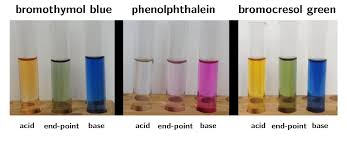 bromothymol blue phenolphthalein bromocresol green
acid end-point base acid end-point base acid end-point base